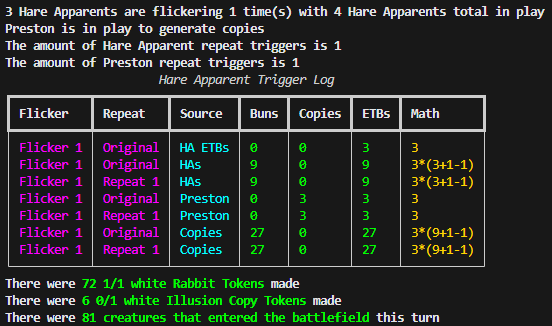 3 Hare Apparents are flickering 1 time(s) with 4 Hare Apparents total in play
Preston is in play to generate copies
The amount of Hare Apparent repeat triggers is 1
The amount of Preston repeat triggers is 1
Hare Apparent Trigger Log
Flicker Repeat Source Buns Copies ETBs Math
Flicker 1 Original HA ETBs 0 0 3 3
Flicker 1 Original HAs 9 0 9 3*(3+1-1)
Flicker 1 Repeat 1 HAs 9 0 9 3*(3+1-1)
Flicker 1 Original Preston 0 3 3 3
Flicker 1 Repeat 1 Preston 0 3 3 3
Flicker 1 Original Copies 27 0 27 3*(9+1-1)
Flicker 1 Repeat 1 Copies 27 0 27 3*(9+1-1)
There were 72 1/1 white Rabbit Tokens made
There were 6 0/1 white Illusion Copy Tokens made
There were 81 creatures that entered the battlefield this turn